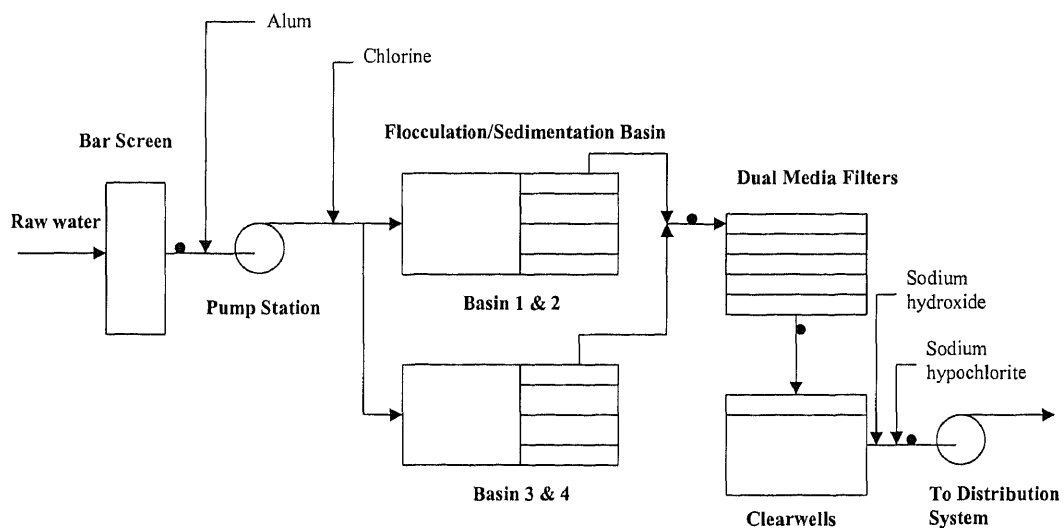 Alum
Chlorine
Bar Screen
Flocculation/Sedimentation Basin
Dual Media Filters
Raw water
Pump Station
Basin 1 & 2
Sodium
hydroxide
Sodium
hypochlorite
Basin 3 & 4
Clearwells
To Distribution
System